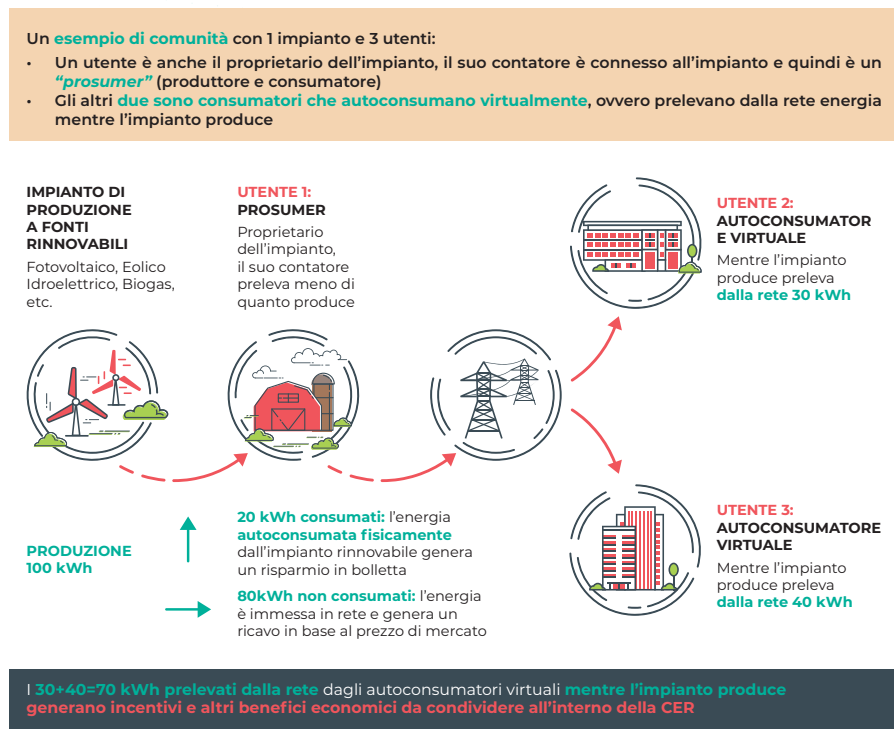 Un esempio di comunità con 1 impianto e 3 utenti:
• Un utente è anche il proprietario dell'impianto, il suo contatore è connesso all'impianto e quindi è un
"prosumer" (produttore e consumatore)
• Gli altri due sono consumatori che autoconsumano virtualmente, ovvero prelevano dalla rete energia
mentre l'impianto produce
IMPIANTO DI
PRODUZIONE
A FONTI
RINNOVABILI
Fotovoltaico, Eolico
Idroelettrico, Biogas,
etc.
UTENTE 1:
PROSUMER
Proprietario
dell'impianto,
il suo contatore
preleva meno di
quanto produce
UTENTE 2:
AUTOCONSUMATOR
E VIRTUALE
Mentre l'impianto
produce preleva
dalla rete 30 kWh
PRODUZIONE
100 kWh
20 kWh consumati: l'energia
autoconsumata fisicamente
dall'impianto rinnovabile genera
un risparmio in bolletta
80kWh non consumati: l'energia
è immessa in rete e genera un
ricavo in base al prezzo di mercato
UTENTE 3:
AUTOCONSUMATORE
VIRTUALE
Mentre l'impianto
produce preleva
dalla rete 40 kWh
I 30+40=70 kWh prelevati dalla rete dagli autoconsumatori virtuali mentre l'impianto produce
generano incentivi e altri benefici economici da condividere all'interno della CER